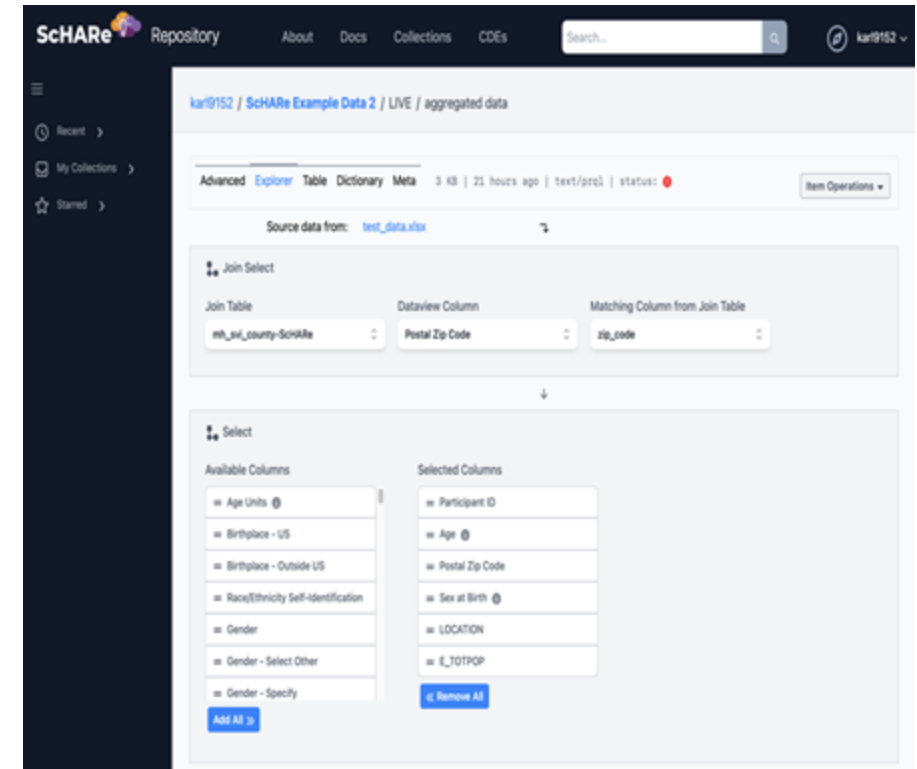 ScHARe Repository About Docs Collections CDEs Search... karl9152
karl9152 / ScHARe Example Data 2 / LIVE / aggregated data
Recent
My Collections
Starred
Advanced Explorer Table Dictionary Meta 3 KB | 21 hours ago | text/prql | status:
Item Operations
Source data from: test_data.xlsx
Join Select
Join Table Dataview Column Matching Column from Join Table
mh_svi_county-ScHARe Postal Zip Code zip_code
Select
Available Columns Selected Columns
Age Units Participant ID
Birthplace - US Age
Birthplace - Outside US Postal Zip Code
Race/Ethnicity Self-Identification Sex at Birth
Gender LOCATION
Gender - Select Other E_TOTPOP
Gender - Specify « Remove All
Add All »